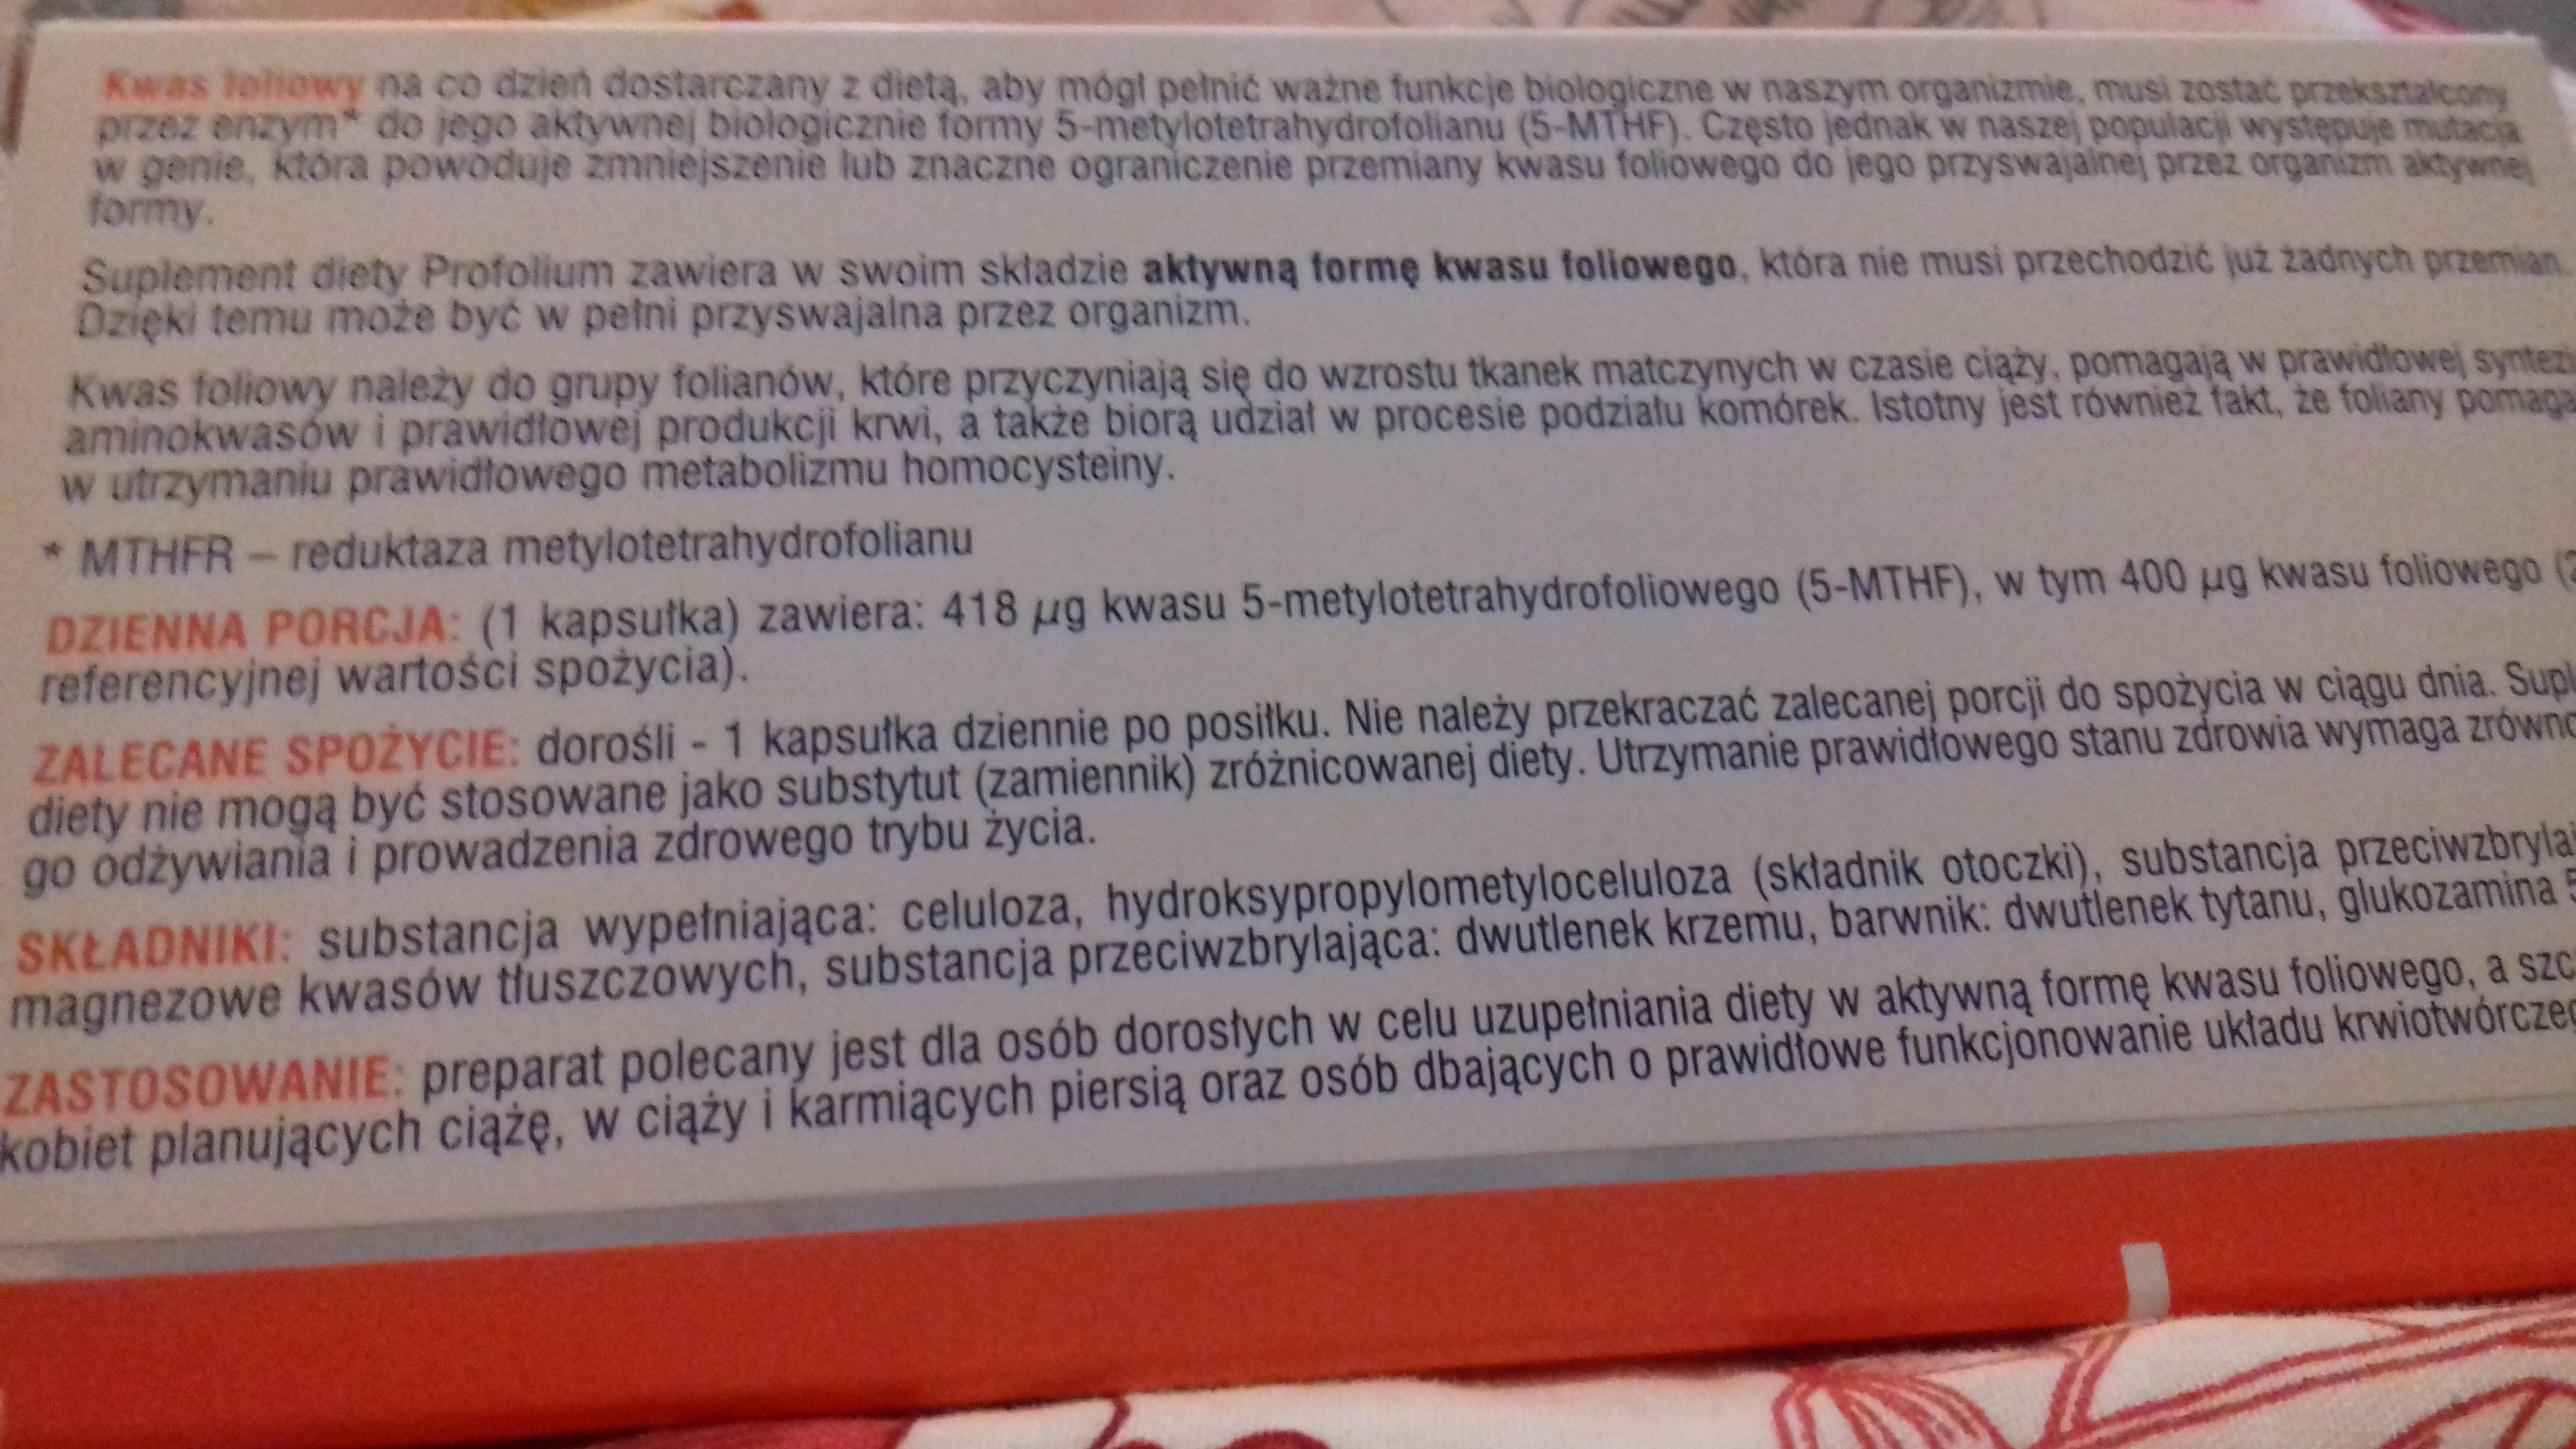 Kwas foliowy na co dzień dostarczany z dietą, aby mógł pełnić ważne funkcje biologiczne w naszym organizmie, musi zostać przekształcony
przez enzym* do jego aktywnej biologicznie formy 5-metylotetrahydrofolianu (5-MTHF). Często jednak w naszej populacji występuje mutacja
w genie, która powoduje zmniejszenie lub znaczne ograniczenie przemiany kwasu foliowego do jego przyswajalnej przez organizm aktywnej
formy.
Suplement diety Profolium zawiera w swoim składzie aktywną formę kwasu foliowego, która nie musi przechodzić już żadnych przemian.
Dzięki temu może być w pełni przyswajalna przez organizm.
Kwas foliowy należy do grupy folianów, które przyczyniają się do wzrostu tkanek matczynych w czasie ciąży, pomagają w prawidłowej
aminokwasów i prawidłowej produkcji krwi, a także biorą udział w procesie podziału komórek. Istotny jest również fakt, że foliany
w utrzymaniu prawidłowego metabolizmu homocysteiny.
* MTHFR – reduktaza metylotetrahydrofolianu
DZIENNA PORCJA: (1 kapsułka) zawiera: 418 µg kwasu 5-metylotetrahydrofoliowego (5-MTHF), w tym 400 µg kwasu foliowego
referencyjnej wartości spożycia).
ZALECANE SPOŻYCIE: dorośli - 1 kapsułka dziennie po posiłku. Nie należy przekraczać zalecanej porcji do spożycia w ciągu dnia.
diety nie mogą być stosowane jako substytut (zamiennik) zróżnicowanej diety. Utrzymanie prawidłowego stanu zdrowia wymaga
go odżywiania i prowadzenia zdrowego trybu życia.
SKŁADNIKI: substancja wypełniająca: celuloza, hydroksypropylometyloceluloza (składnik otoczki), substancja
magnezowe kwasów tłuszczowych, substancja przeciwzbrylająca: dwutlenek krzemu, barwnik: dwutlenek tytanu, glukozamina
ZASTOSOWANIE: preparat polecany jest dla osób dorosłych w celu uzupełniania diety w aktywną formę kwasu foliowego, a
kobiet planujących ciążę, w ciąży i karmiących piersią oraz osób dbających o prawidłowe funkcjonowanie układu